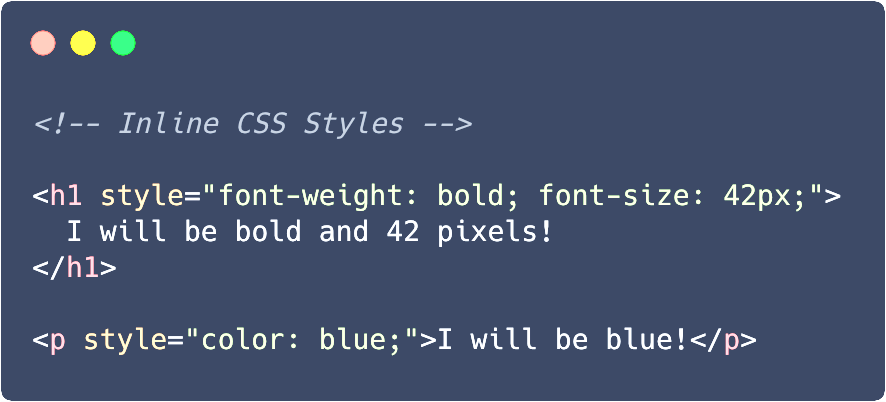 <!-- Inline CSS Styles -->
<h1 style="font-weight: bold; font-size: 42px;">
  I will be bold and 42 pixels!
</h1>
<p style="color: blue;">I will be blue!</p>